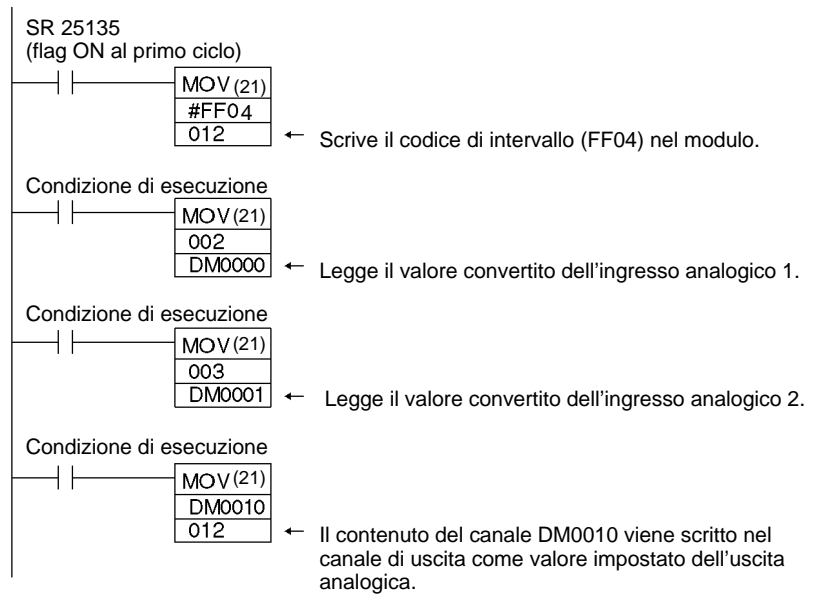 SR 25135
(flag ON al primo ciclo)
MOV (21)
#FF04
012
← Scrive il codice di intervallo (FF04) nel modulo.
Condizione di esecuzione
MOV (21)
002
DM0000
← Legge il valore convertito dell'ingresso analogico 1.
Condizione di esecuzione
MOV (21)
003
DM0001
← Legge il valore convertito dell'ingresso analogico 2.
Condizione di esecuzione
MOV (21)
DM0010
012
← Il contenuto del canale DM0010 viene scritto nel
canale di uscita come valore impostato dell'uscita
analogica.